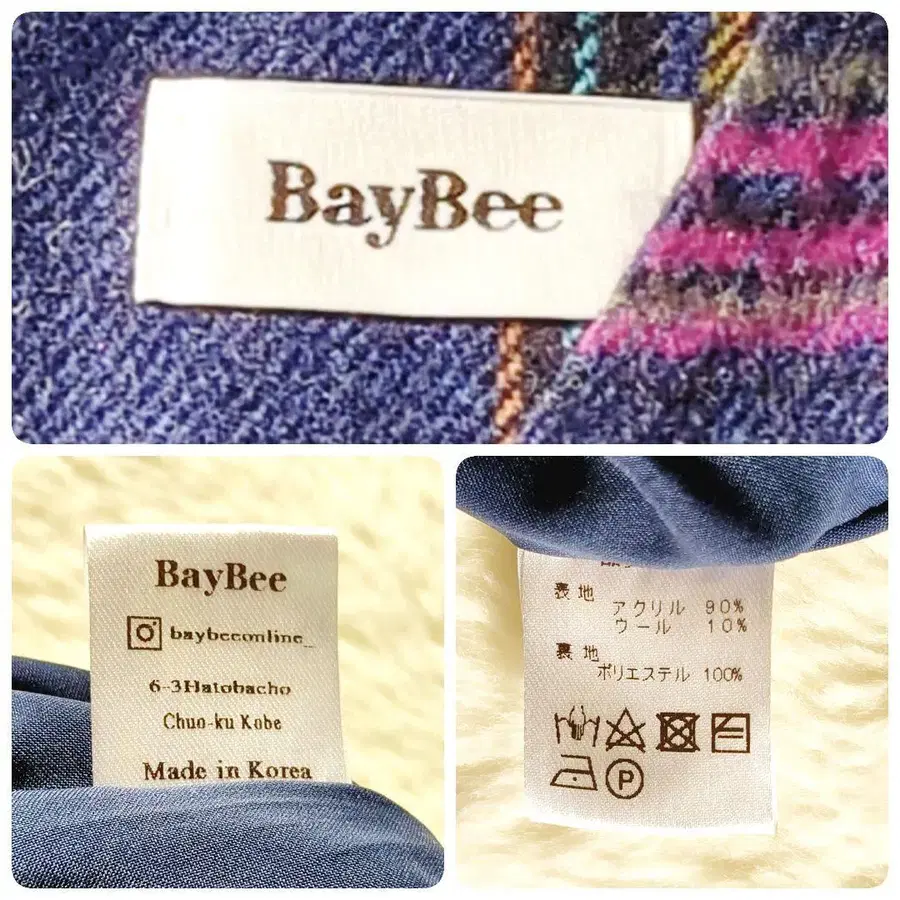 BayBee
BayBee
baybeeonline_
6-3Hatobacho
Chuo-ku Kobe
Made in Korea
表地
アクリル 90%
ウール 10%
裏地
ポリエステル 100%
P